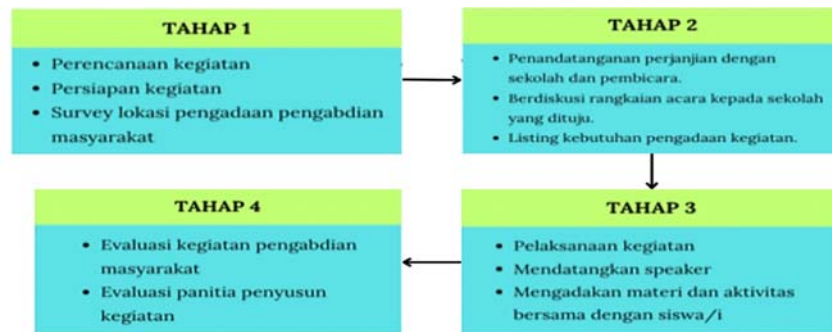 TAHAP 1
• Perencanaan kegiatan
• Persiapan kegiatan
• Survey lokasi pengadaan pengabdian
masyarakat
TAHAP 2
• Penandatanganan perjanjian dengan
sekolah dan pembicara.
• Berdiskusi rangkaian acara kepada sekolah
yang dituju.
• Listing kebutuhan pengadaan kegiatan.
TAHAP 3
• Pelaksanaan kegiatan
• Mendatangkan speaker
• Mengadakan materi dan aktivitas
bersama dengan siswa/i
TAHAP 4
• Evaluasi kegiatan pengabdian
masyarakat
• Evaluasi panitia penyusun
kegiatan